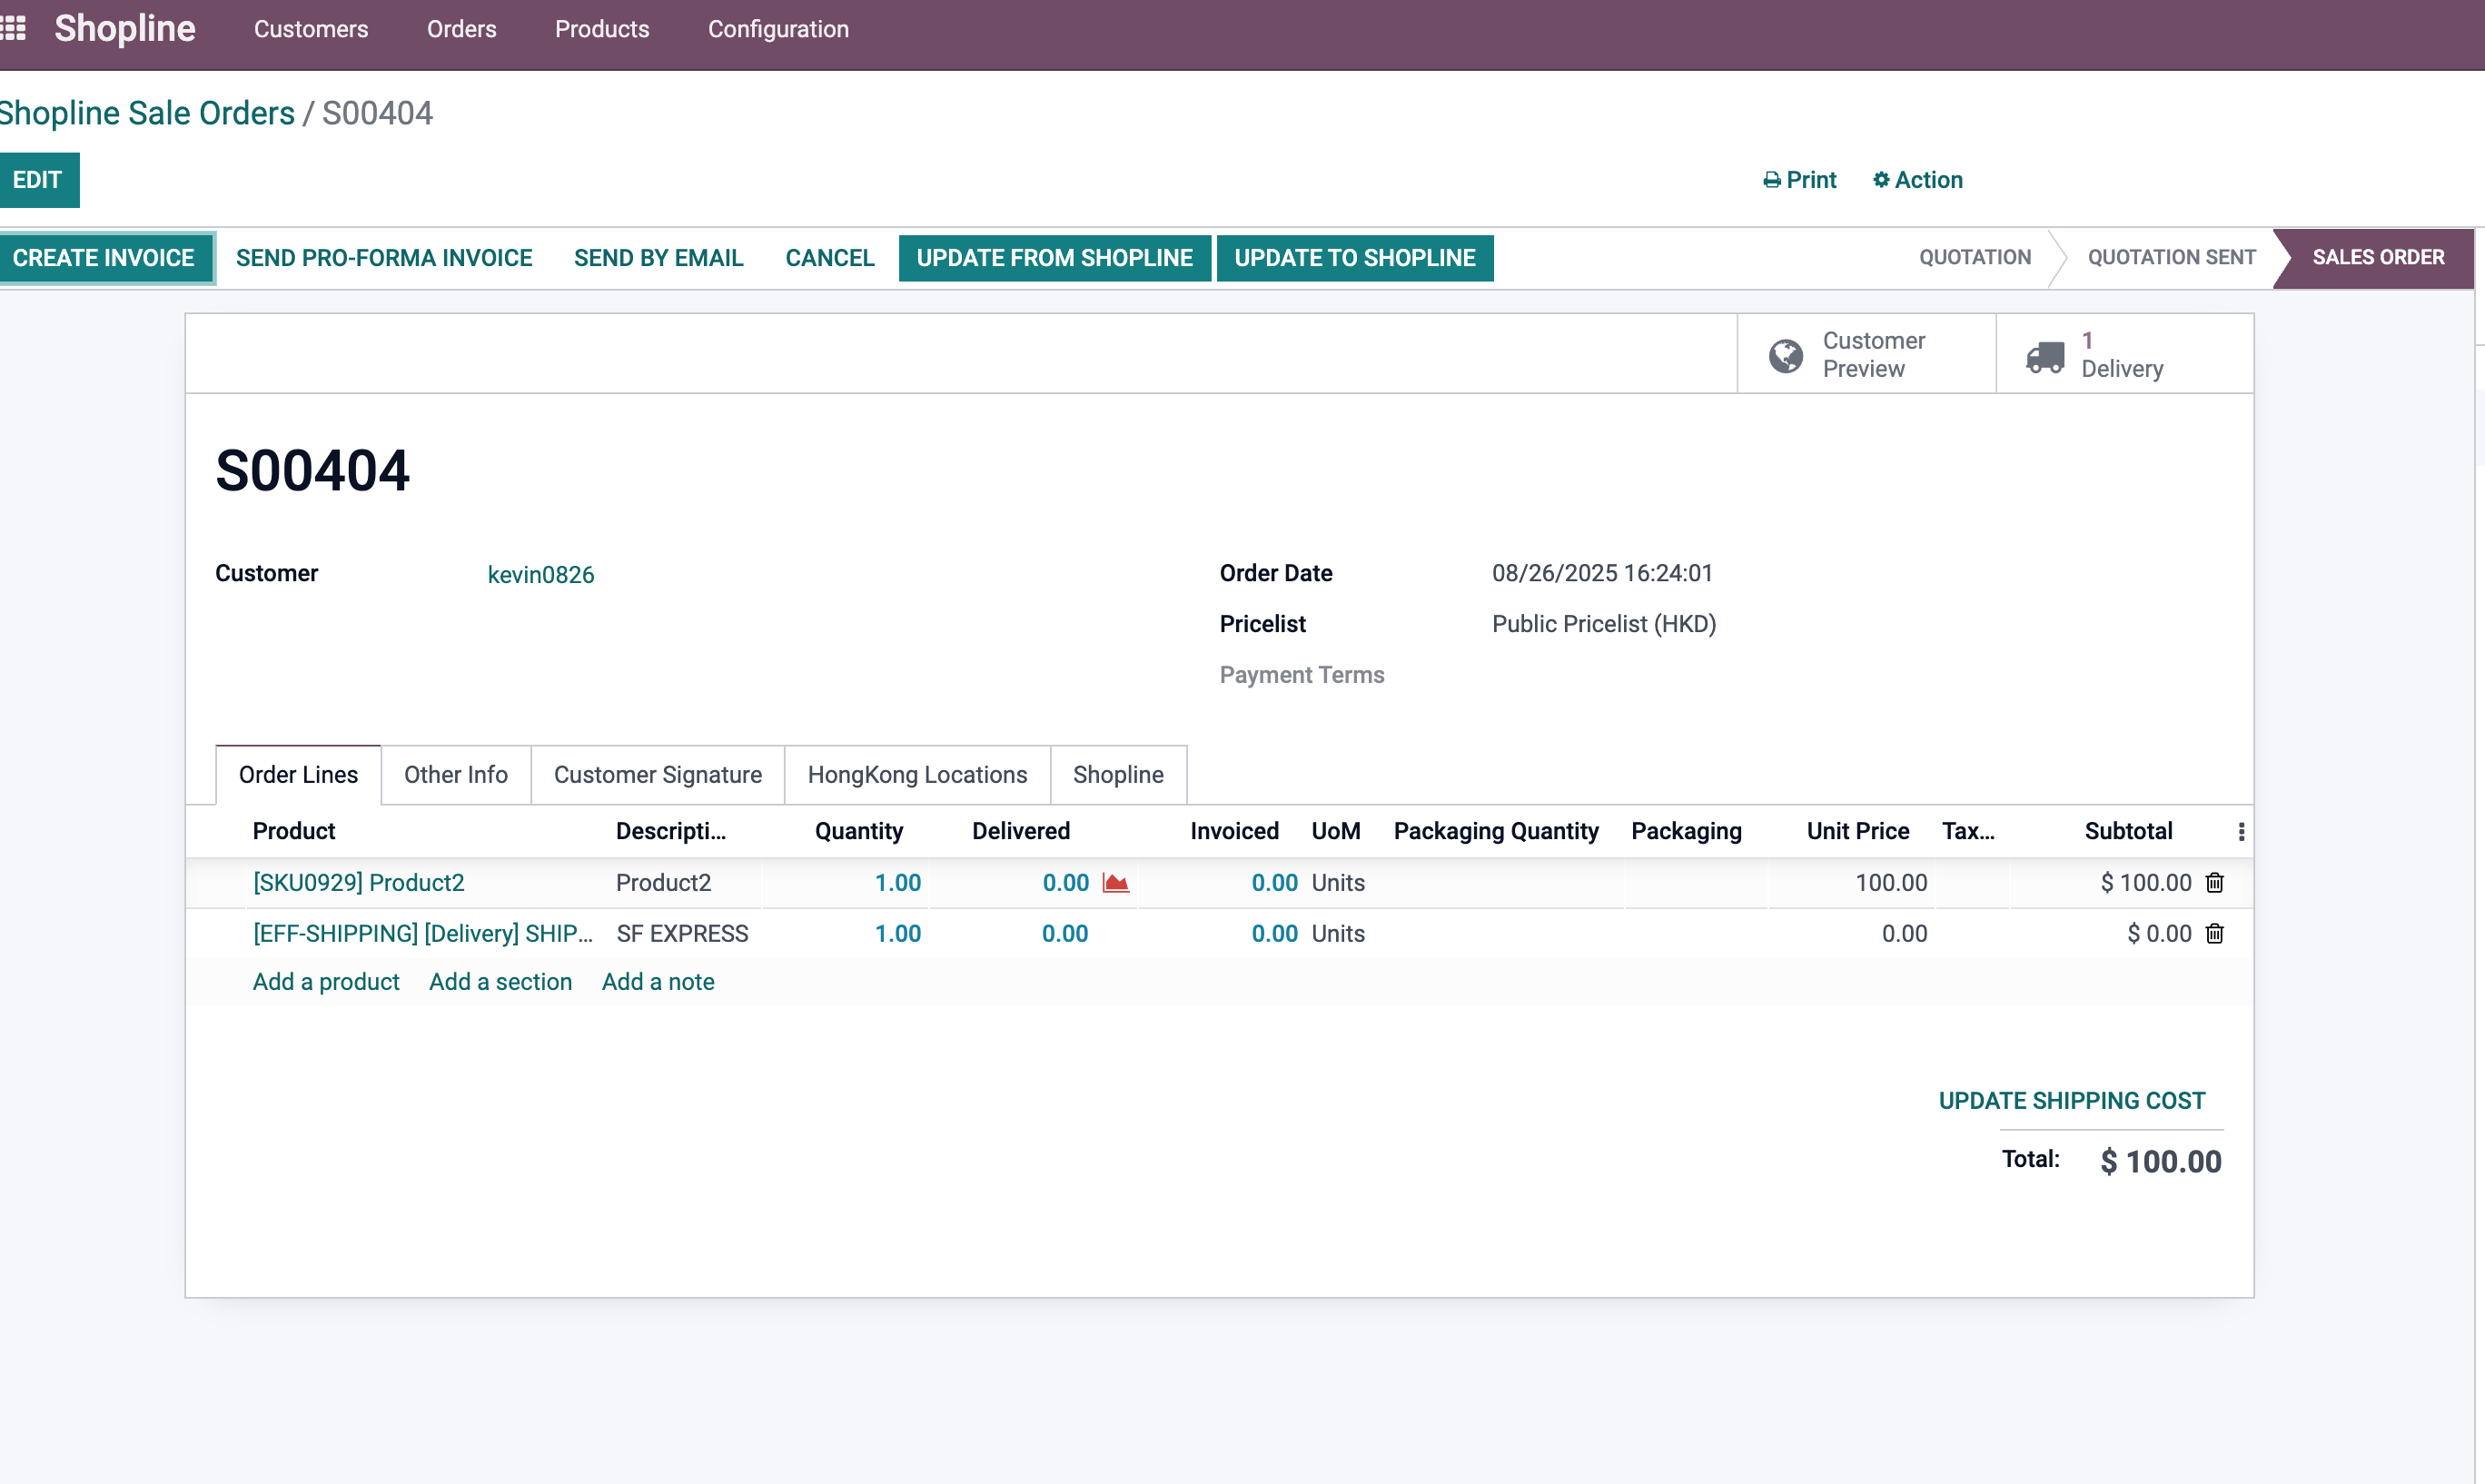 Shopline Customers Orders Products Configuration
Shopline Sale Orders / S00404
EDIT Print Action
CREATE INVOICE SEND PRO-FORMA INVOICE SEND BY EMAIL CANCEL UPDATE FROM SHOPLINE UPDATE TO SHOPLINE QUOTATION QUOTATION SENT SALES ORDER
Customer Preview
1 Delivery
S00404
Customer kevin0826
Order Date 08/26/2025 16:24:01
Pricelist Public Pricelist (HKD)
Payment Terms
Order Lines Other Info Customer Signature HongKong Locations Shopline
Product Descripti... Quantity Delivered Invoiced UoM Packaging Quantity Packaging Unit Price Tax... Subtotal
[SKU0929] Product2 Product2 1.00 0.00 0.00 Units 100.00 $ 100.00
[EFF-SHIPPING] [Delivery] SHIP... SF EXPRESS 1.00 0.00 0.00 Units 0.00 $ 0.00
Add a product Add a section Add a note
UPDATE SHIPPING COST
Total: $ 100.00